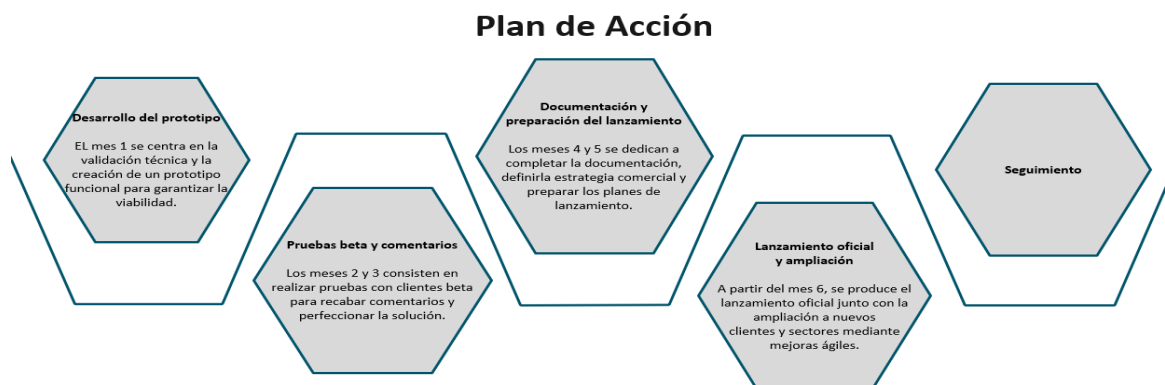 Plan de Acción
Desarrollo del prototipo
EL mes 1 se centra en la
validación técnica y la
creación de un prototipo
funcional para garantizar la
viabilidad.
Pruebas beta y comentarios
Los meses 2 y 3 consisten en
realizar pruebas con clientes beta
para recabar comentarios y
perfeccionar la solución.
Documentación y
preparación del lanzamiento
Los meses 4 y 5 se dedican a
completar la documentación,
definirla estrategia comercial y
preparar los planes de
lanzamiento.
Lanzamiento oficial
y ampliación
A partir del mes 6, se produce el
lanzamiento oficial junto con la
ampliación a nuevos
clientes y sectores mediante
mejoras ágiles.
Seguimiento